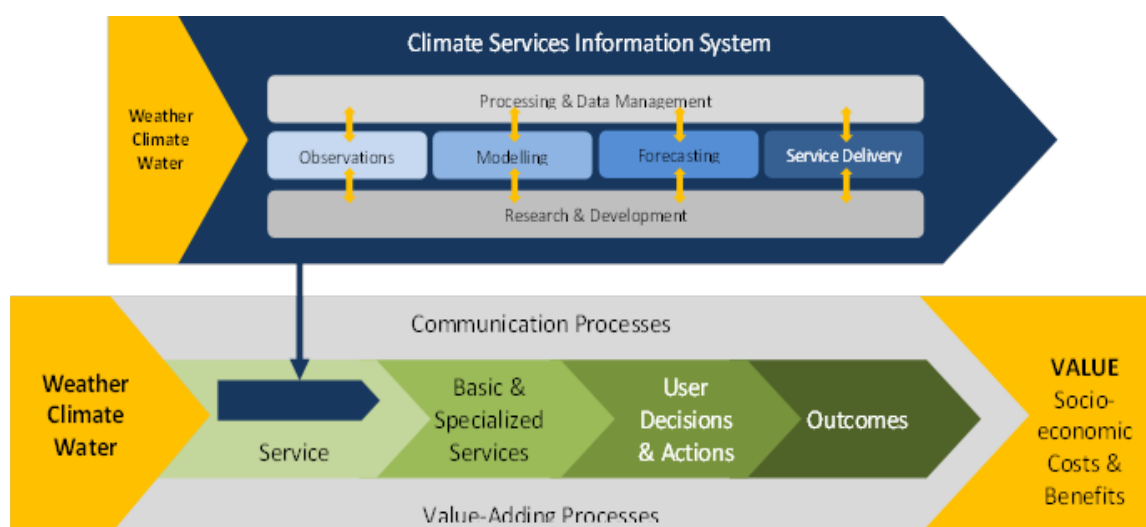 Climate Services Information System
Weather
Climate
Water
Processing & Data Management
Observations
Modelling
Forecasting
Service Delivery
Research & Development
Communication Processes
Weather
Climate
Water
Service
Basic &
Specialized
Services
User
Decisions
& Actions
Outcomes
VALUE
Socio-
economic
Costs &
Benefits
Value-Adding Processes